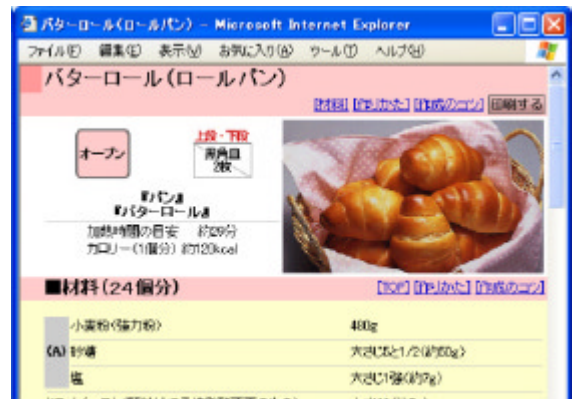 バターロール(ロールパン) - Microsoft Internet Explorer
ファイル(F) 編集(E) 表示(V) お気に入り(A) ツール(T) ヘルプ(H)
バターロール(ロールパン)
[材料] [作りかた] [作成のコツ] 印刷する
オーブン
上段・下段
黒角皿
2枚
『パン』
『バターロール』
加熱時間の目安 約29分
カロリー(1個分) 約120kcal
■材料(24個分)
[TOP] [作りかた] [作成のコツ]
小麦粉(強力粉) 480g
(A) 砂糖 大さじ5と1/2(約50g)
塩 大さじ1強(約7g)